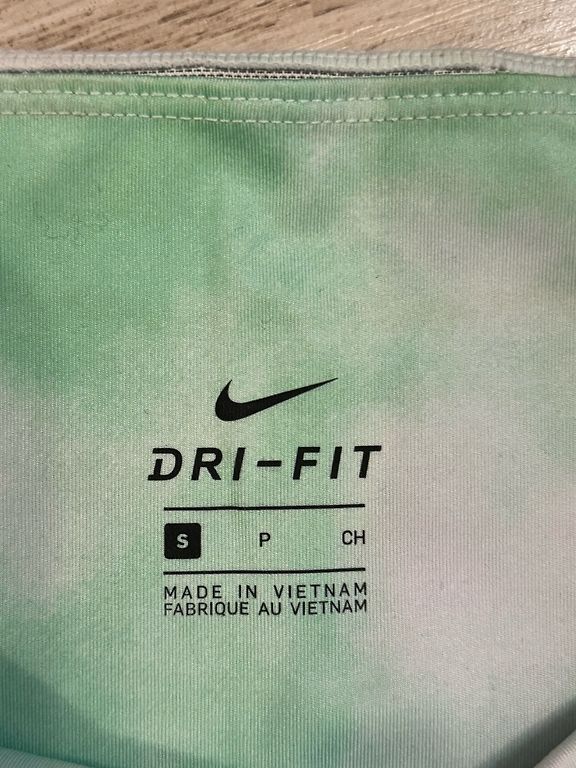 DRI-FIT
S P CH
MADE IN VIETNAM
FABRIQUE AU VIETNAM